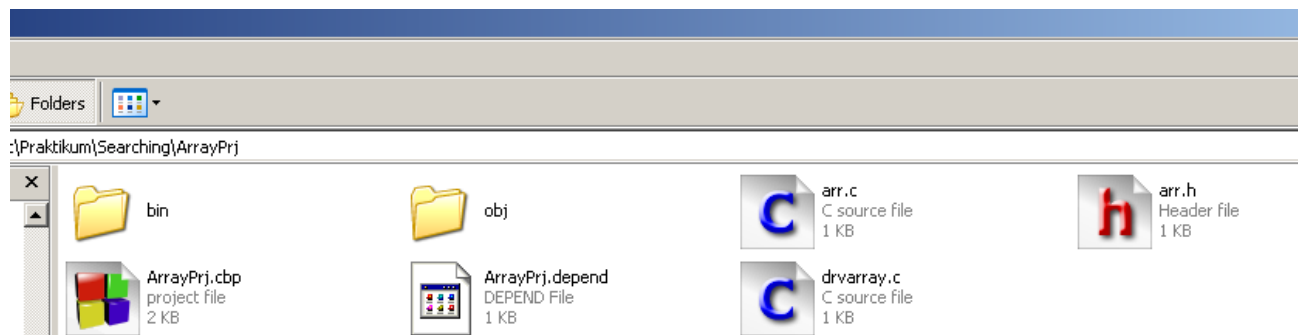 Folders
:\Praktikum\Searching\ArrayPrj
bin
obj
arr.c
C source file
1 KB
arr.h
Header file
1 KB
ArrayPrj.cbp
project file
2 KB
ArrayPrj.depend
DEPEND File
1 KB
drvarray.c
C source file
1 KB